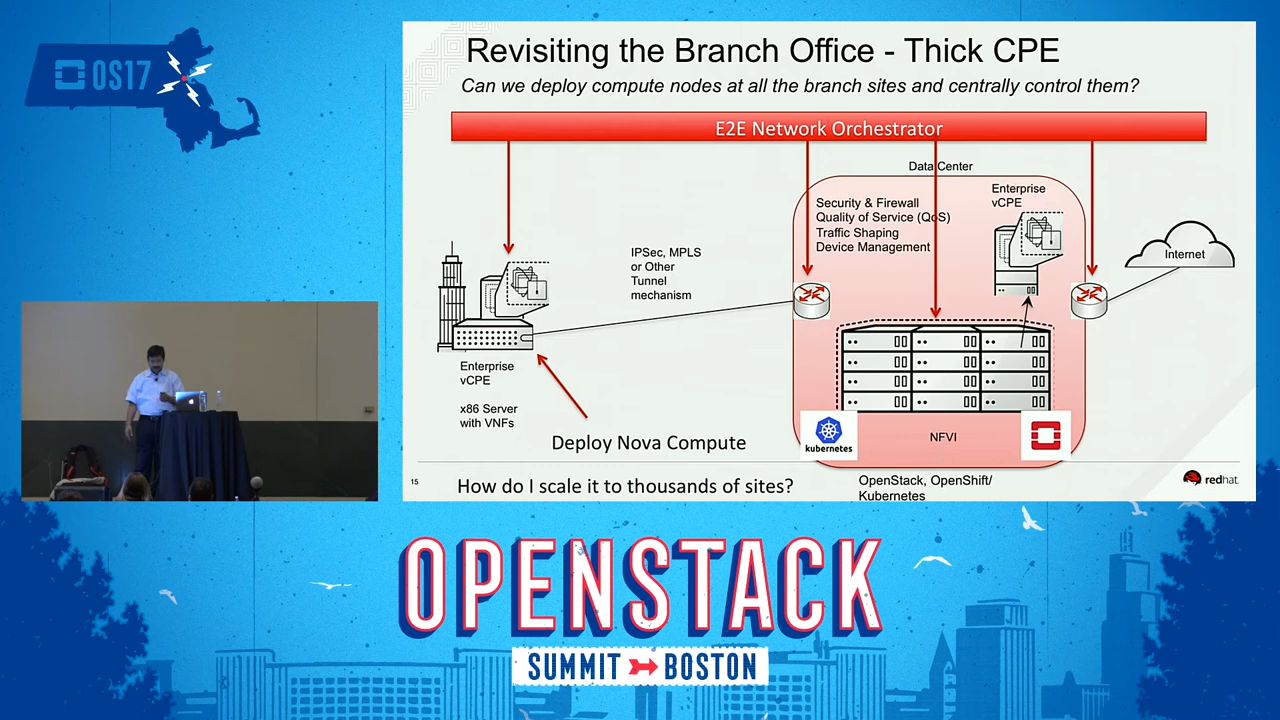 OS17
Revisiting the Branch Office - Thick CPE
Can we deploy compute nodes at all the branch sites and centrally control them?
E2E Network Orchestrator
Data Center
Security & Firewall
Quality of Service (QoS)
Traffic Shaping
Device Management
Enterprise
vCPE
Internet
IPSec, MPLS
or Other
Tunnel
mechanism
Enterprise
vCPE
x86 Server
with VNFs
Deploy Nova Compute
kubernetes
NFVI
15
How do I scale it to thousands of sites?
OpenStack, OpenShift/
Kubernetes
redhat.
OPENSTACK
SUMMIT BOSTON